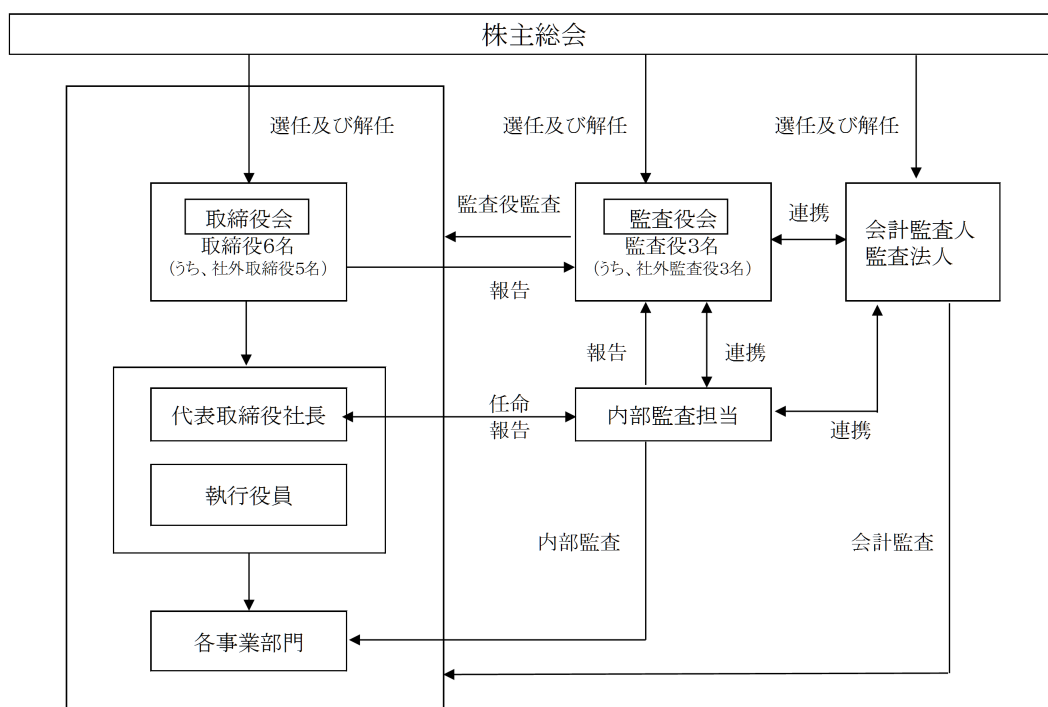 株主総会
選任及び解任
選任及び解任
選任及び解任
取締役会
取締役6名
(うち、社外取締役5名)
監査役監査
報告
監査役会
監査役3名
(うち、社外監査役3名)
連携
会計監査人
監査法人
報告
連携
代表取締役社長
任命
報告
内部監査担当
連携
執行役員
内部監査
会計監査
各事業部門